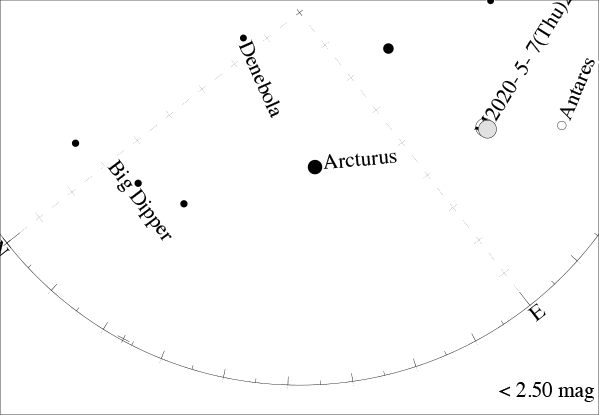 Denebola
2020- 5- 7(Thu)
Antares
Arcturus
Big Dipper
N
E
< 2.50 mag